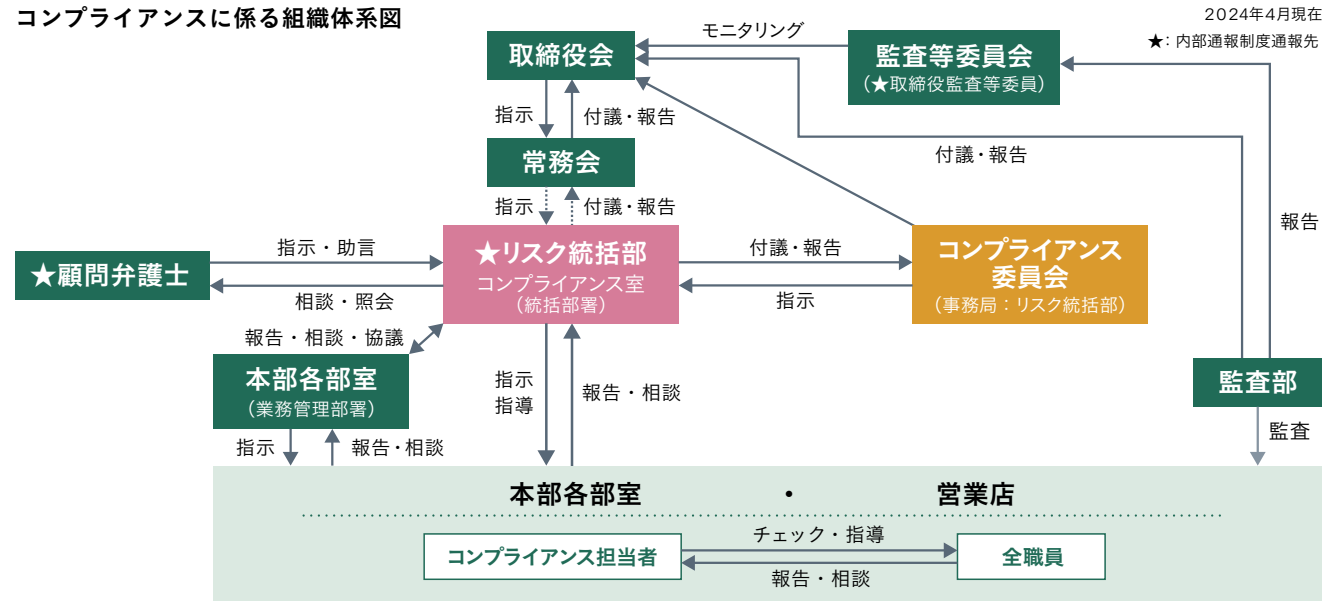 コンプライアンスに係る組織体系図
2024年4月現在
★：内部通報制度通報先
モニタリング
取締役会
監査等委員会
（★取締役監査等委員）
指示
付議・報告
付議・報告
常務会
指示
付議・報告
報告
★顧問弁護士
指示・助言
相談・照会
★リスク統括部
コンプライアンス室
（統括部署）
付議・報告
指示
コンプライアンス
委員会
（事務局：リスク統括部）
報告・相談・協議
本部各部室
（業務管理部署）
指示
指導
報告・相談
監査部
指示
報告・相談
監査
本部各部室 ・ 営業店
コンプライアンス担当者
チェック・指導
報告・相談
全職員